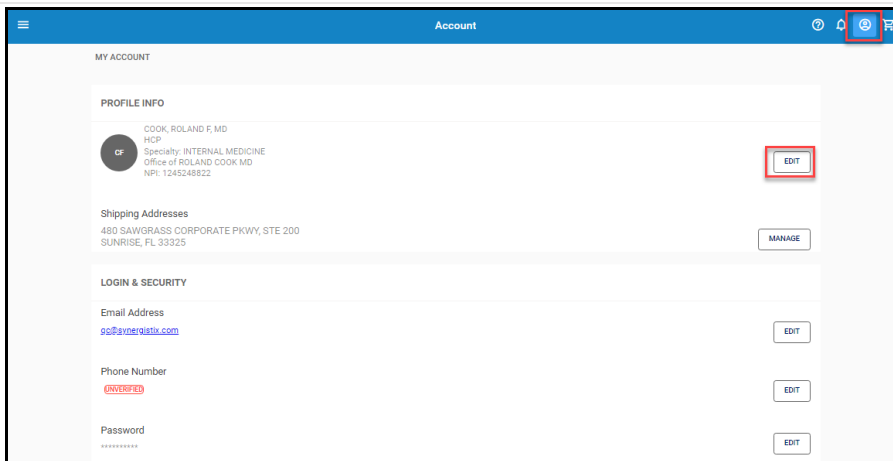 Account
MY ACCOUNT
PROFILE INFO
CF
COOK, ROLAND F, MD
HCP
Specialty: INTERNAL MEDICINE
Office of ROLAND COOK MD
NPI: 1245248822
EDIT
Shipping Addresses
480 SAWGRASS CORPORATE PKWY, STE 200
SUNRISE, FL 33325
MANAGE
LOGIN & SECURITY
Email Address
qc@synergistix.com
EDIT
Phone Number
UNVERIFIED
EDIT
Password
**********
EDIT